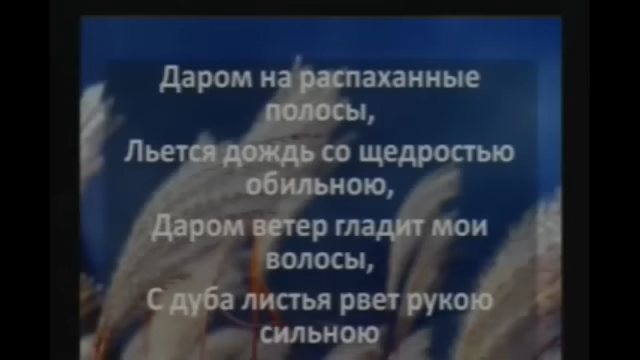 Даром на распаханные
полосы,
Льется дождь со щедростью
обильною,
Даром ветер гладит мои
волосы,
С дуба листья рвет рукою
сильною